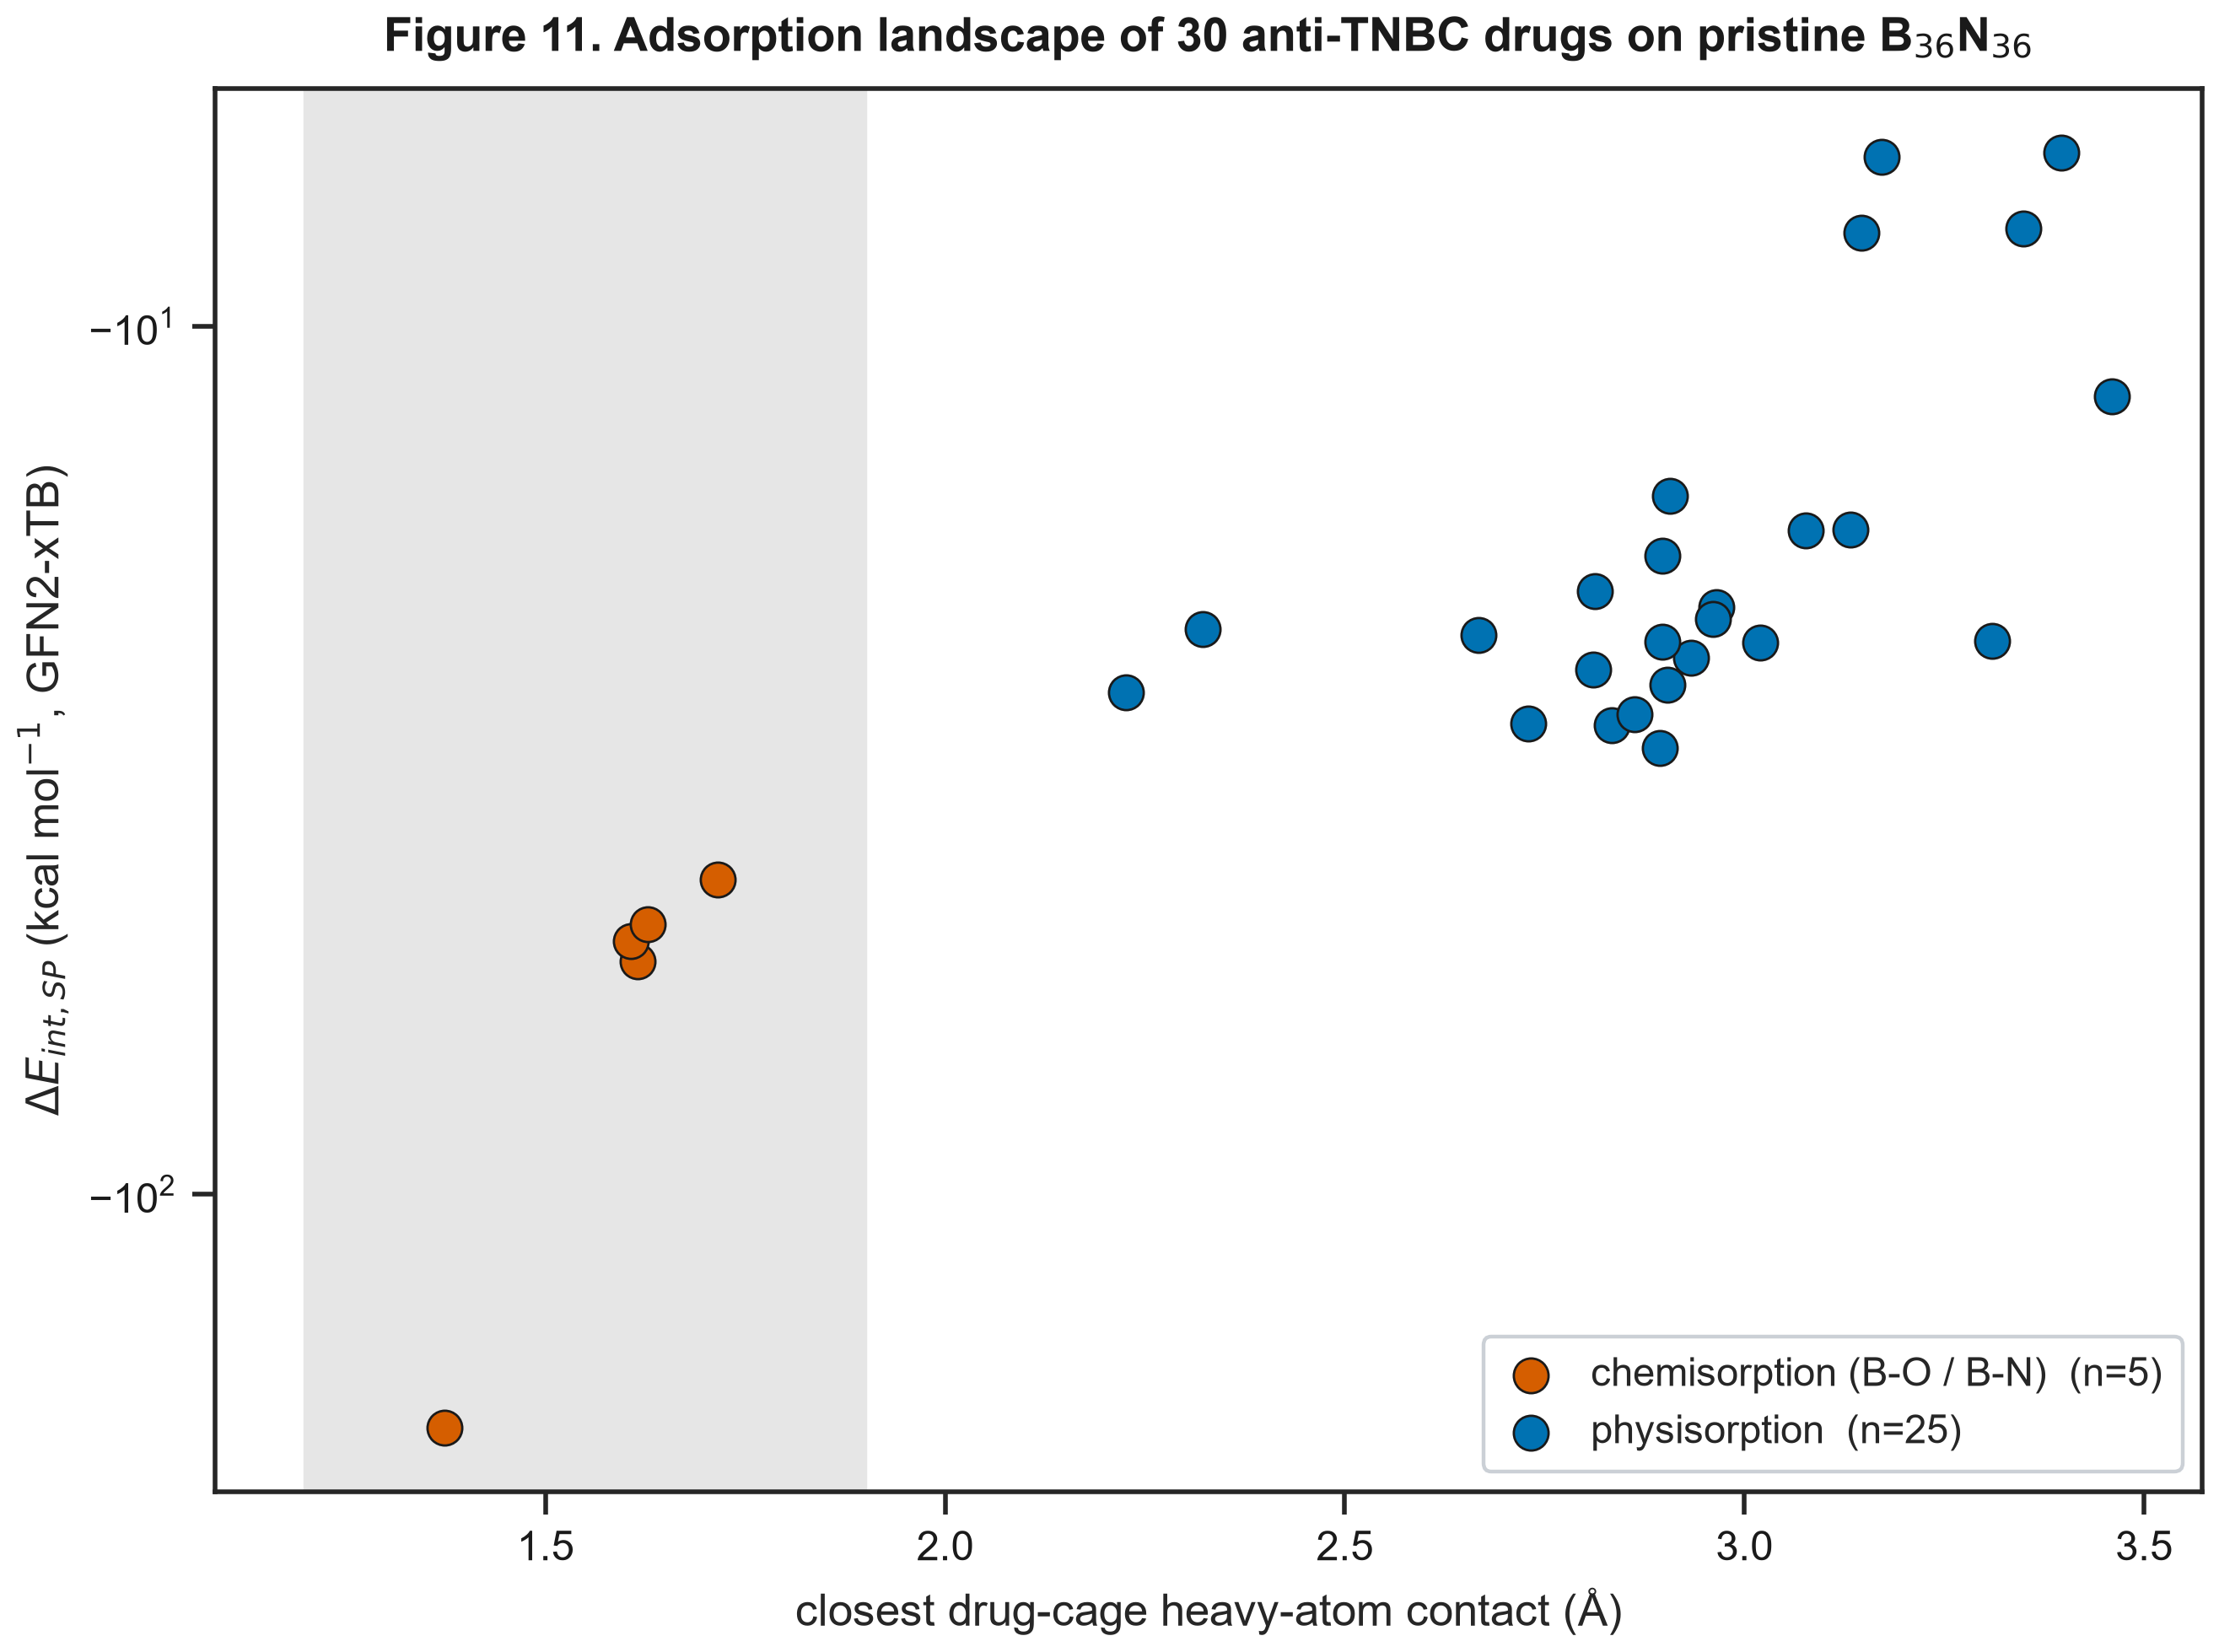 Figure 11. Adsorption landscape of 30 anti-TNBC drugs on pristine B₃₆N₃₆
ΔE_int, SP (kcal mol⁻¹, GFN2-xTB)
−10¹
−10²
chemisorption (B-O / B-N) (n=5)
physisorption (n=25)
1.5 2.0 2.5 3.0 3.5
closest drug-cage heavy-atom contact (Å)